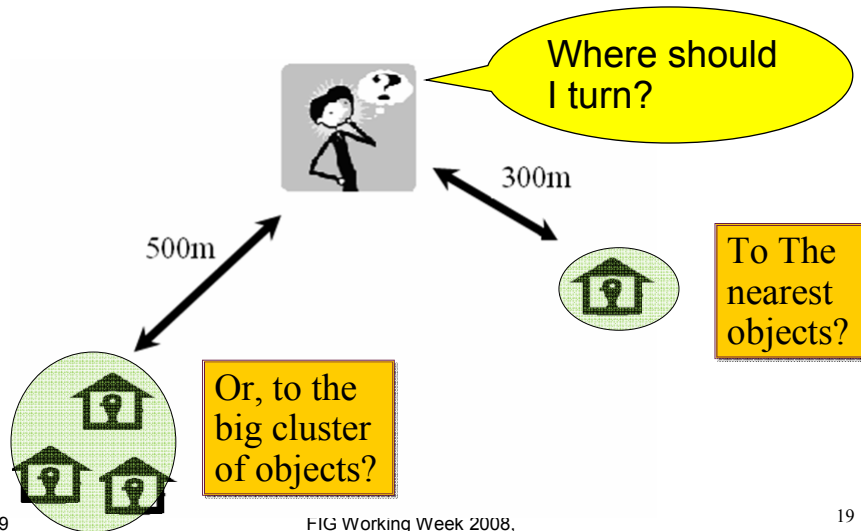 Where should
I turn?
?
300m
500m
To The
nearest
objects?
Or, to the
big cluster
of objects?
9
FIG Working Week 2008,
19